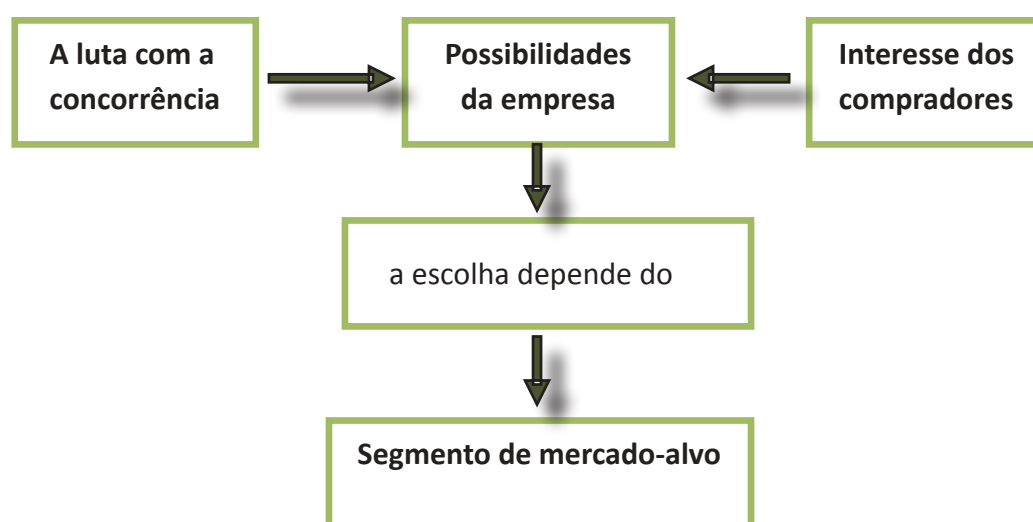 A luta com a
concorrência
Possibilidades
da empresa
Interesse dos
compradores
a escolha depende do
Segmento de mercado-alvo